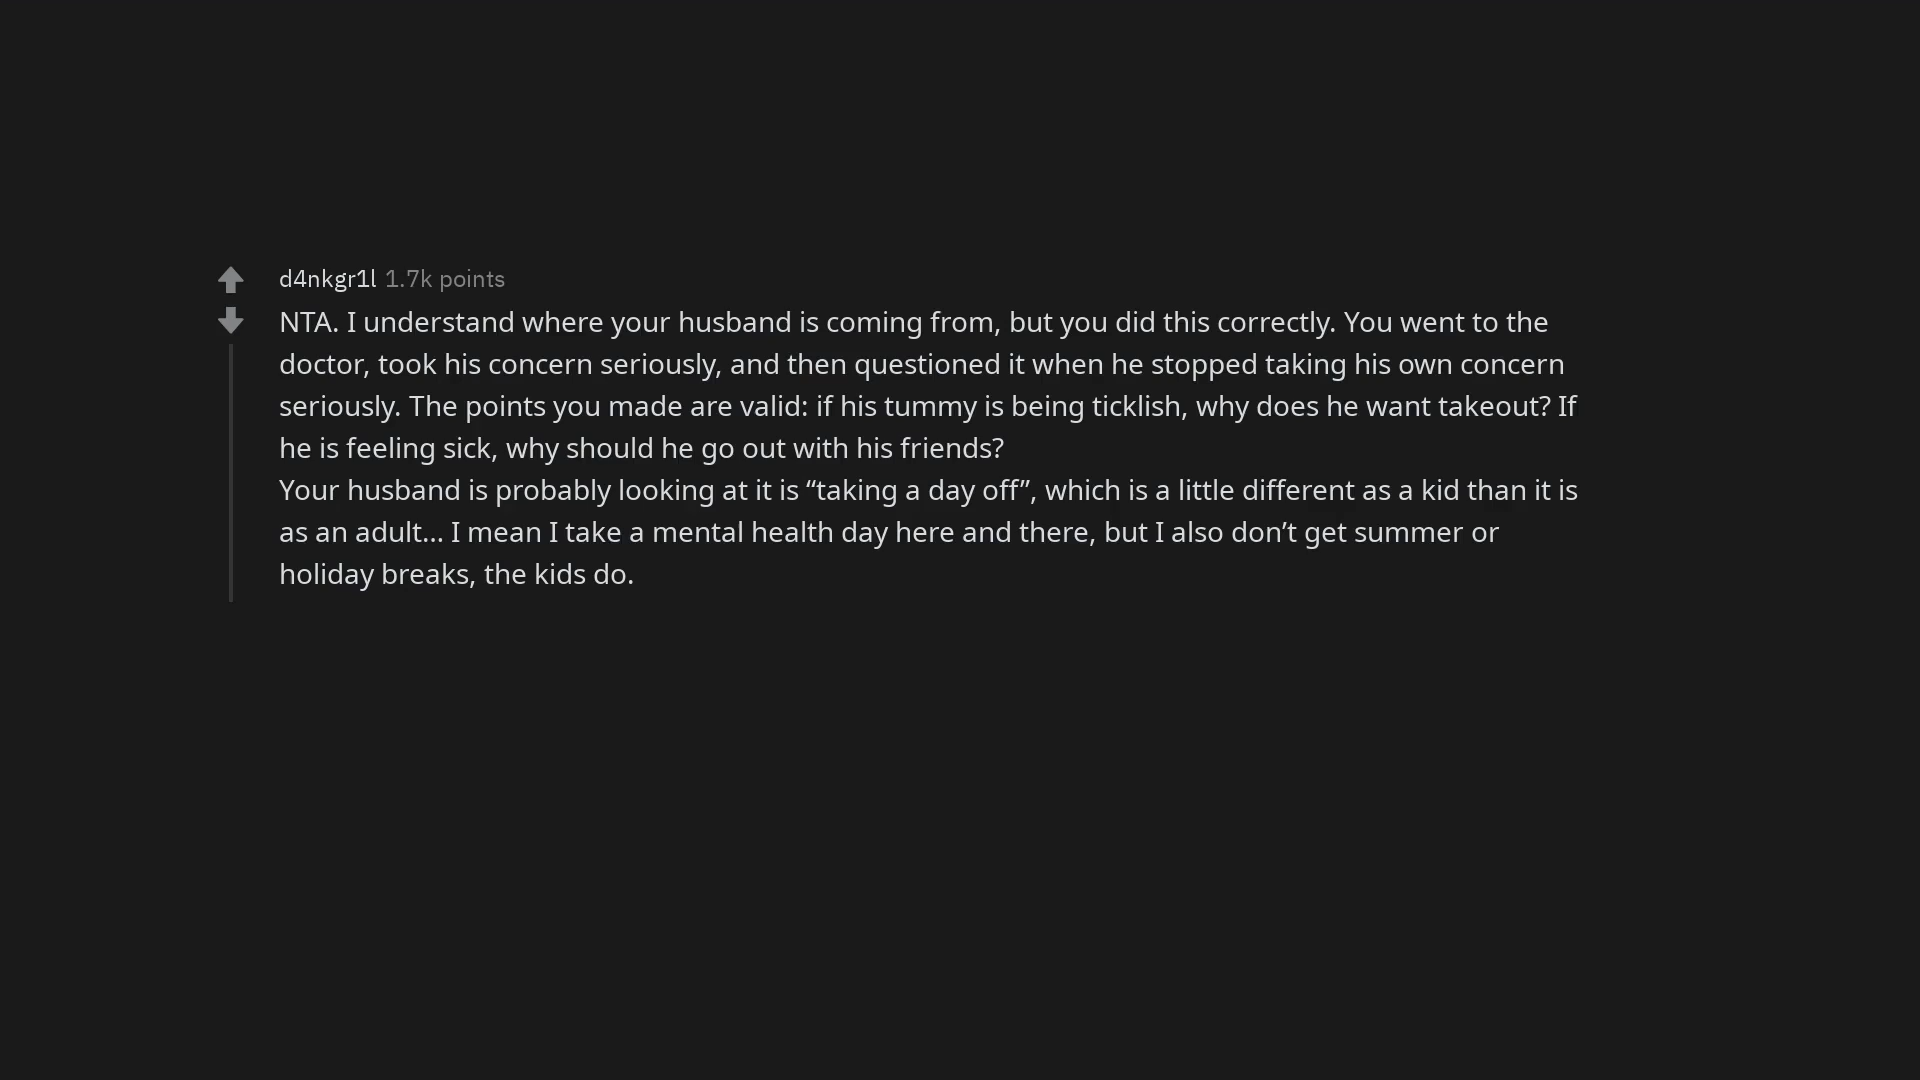 d4nkgr1l 1.7k points
NTA. I understand where your husband is coming from, but you did this correctly. You went to the
doctor, took his concern seriously, and then questioned it when he stopped taking his own concern
seriously. The points you made are valid: if his tummy is being ticklish, why does he want takeout? If
he is feeling sick, why should he go out with his friends?
Your husband is probably looking at it is “taking a day off”, which is a little different as a kid than it is
as an adult… I mean I take a mental health day here and there, but I also don’t get summer or
holiday breaks, the kids do.